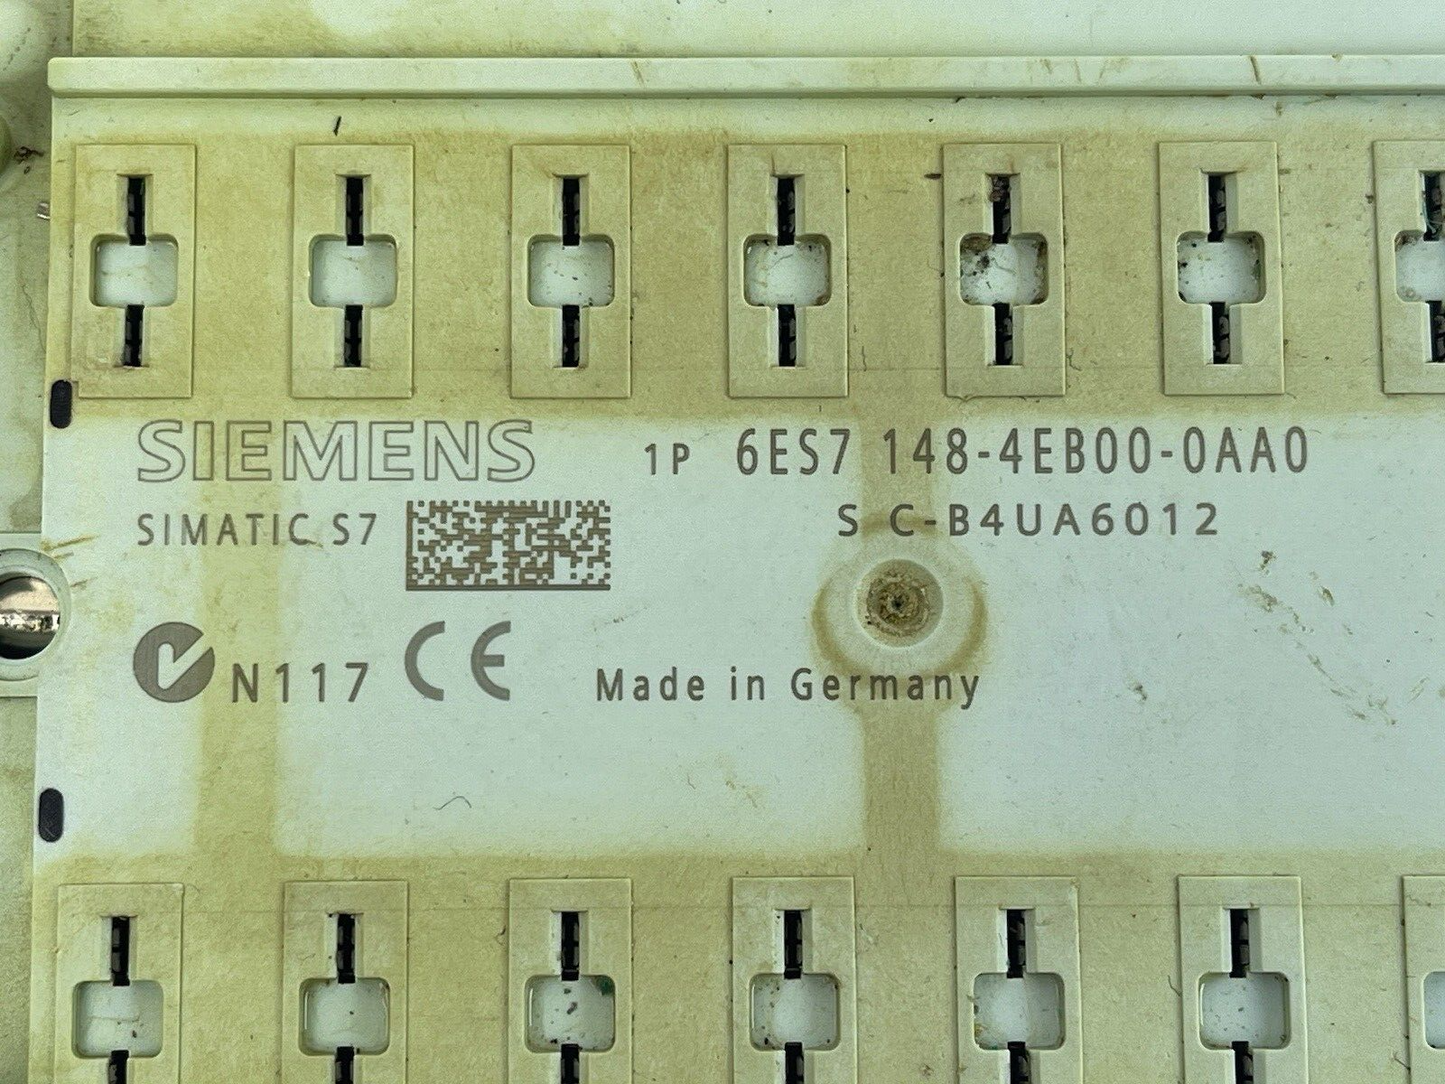 SIEMENS 1P 6ES7 148-4EB00-0AA0
SIMATIC S7 S C-B4UA6012
N117 CE Made in Germany